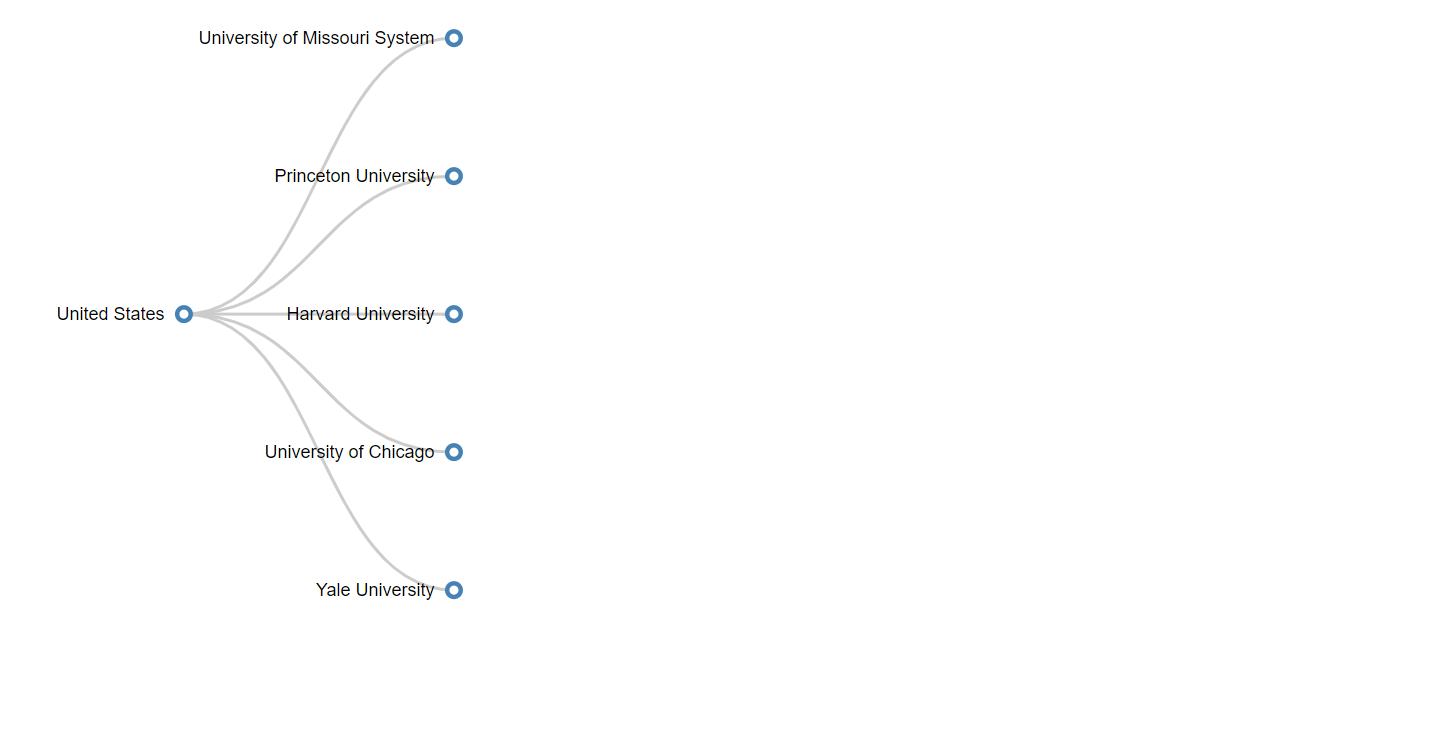 University of Missouri System
Princeton University
United States
Harvard University
University of Chicago
Yale University